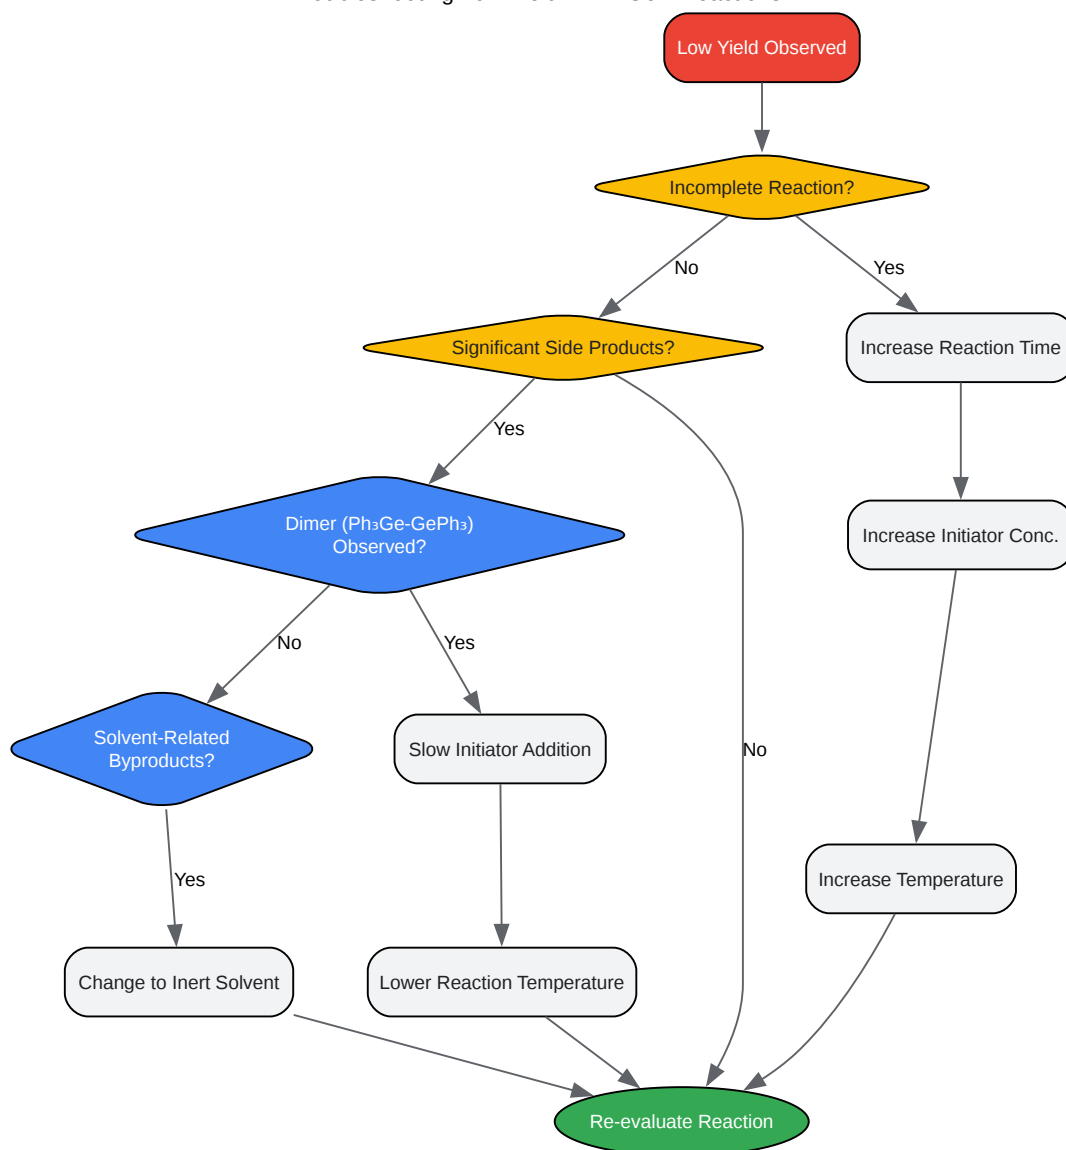 Low Yield Observed
Incomplete Reaction?
No
Yes
Significant Side Products?
Increase Reaction Time
Yes
Dimer (Ph₃Ge-GePh₃)
Observed?
Increase Initiator Conc.
No
Yes
Solvent-Related
Byproducts?
Slow Initiator Addition
No
Yes
Increase Temperature
Change to Inert Solvent
Lower Reaction Temperature
Re-evaluate Reaction